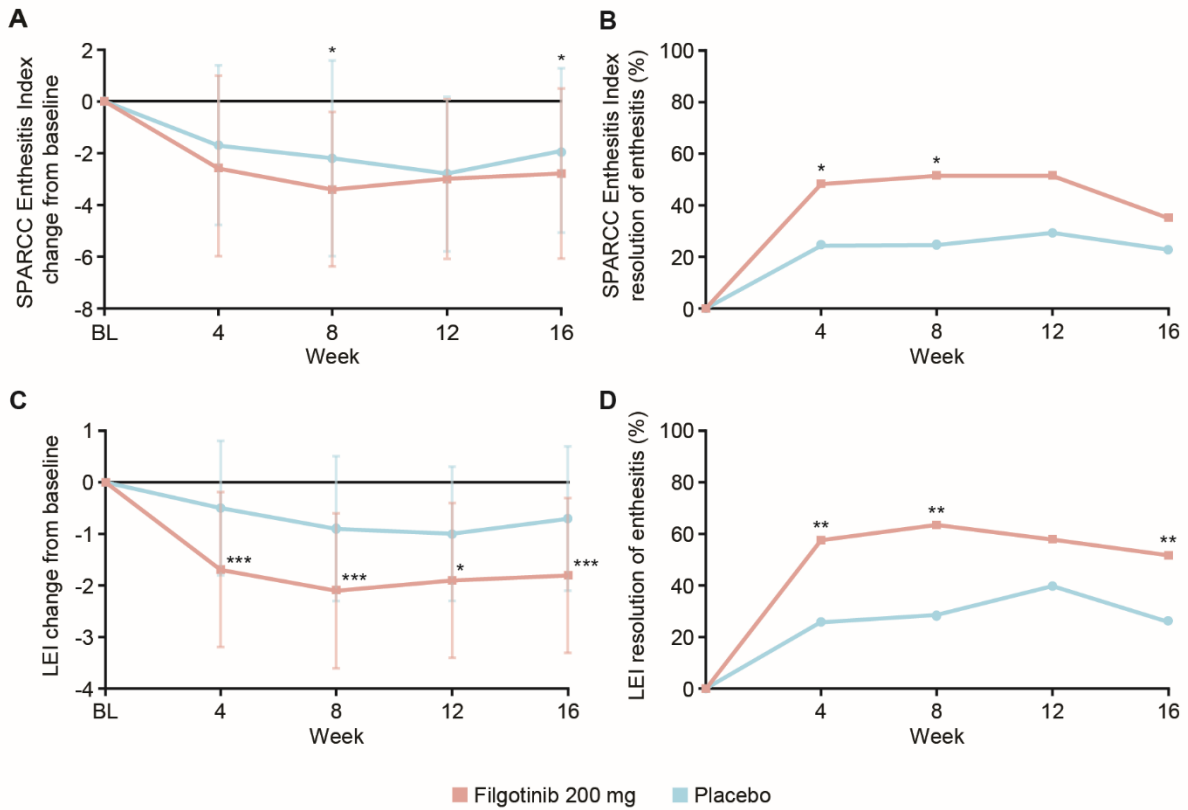 A
SPARCC Enthesitis Index
change from baseline
2
0
-2
-4
-6
-8
*
*
BL
4
8
12
16
Week
B
SPARCC Enthesitis Index
resolution of enthesitis (%)
100
80
60
40
20
0
*
*
4
8
12
16
Week
C
LEI change from baseline
1
0
-1
-2
-3
-4
***
***
*
***
BL
4
8
12
16
Week
D
LEI resolution of enthesitis (%)
100
80
60
40
20
0
**
**
**
4
8
12
16
Week
Filgotinib 200 mg
Placebo